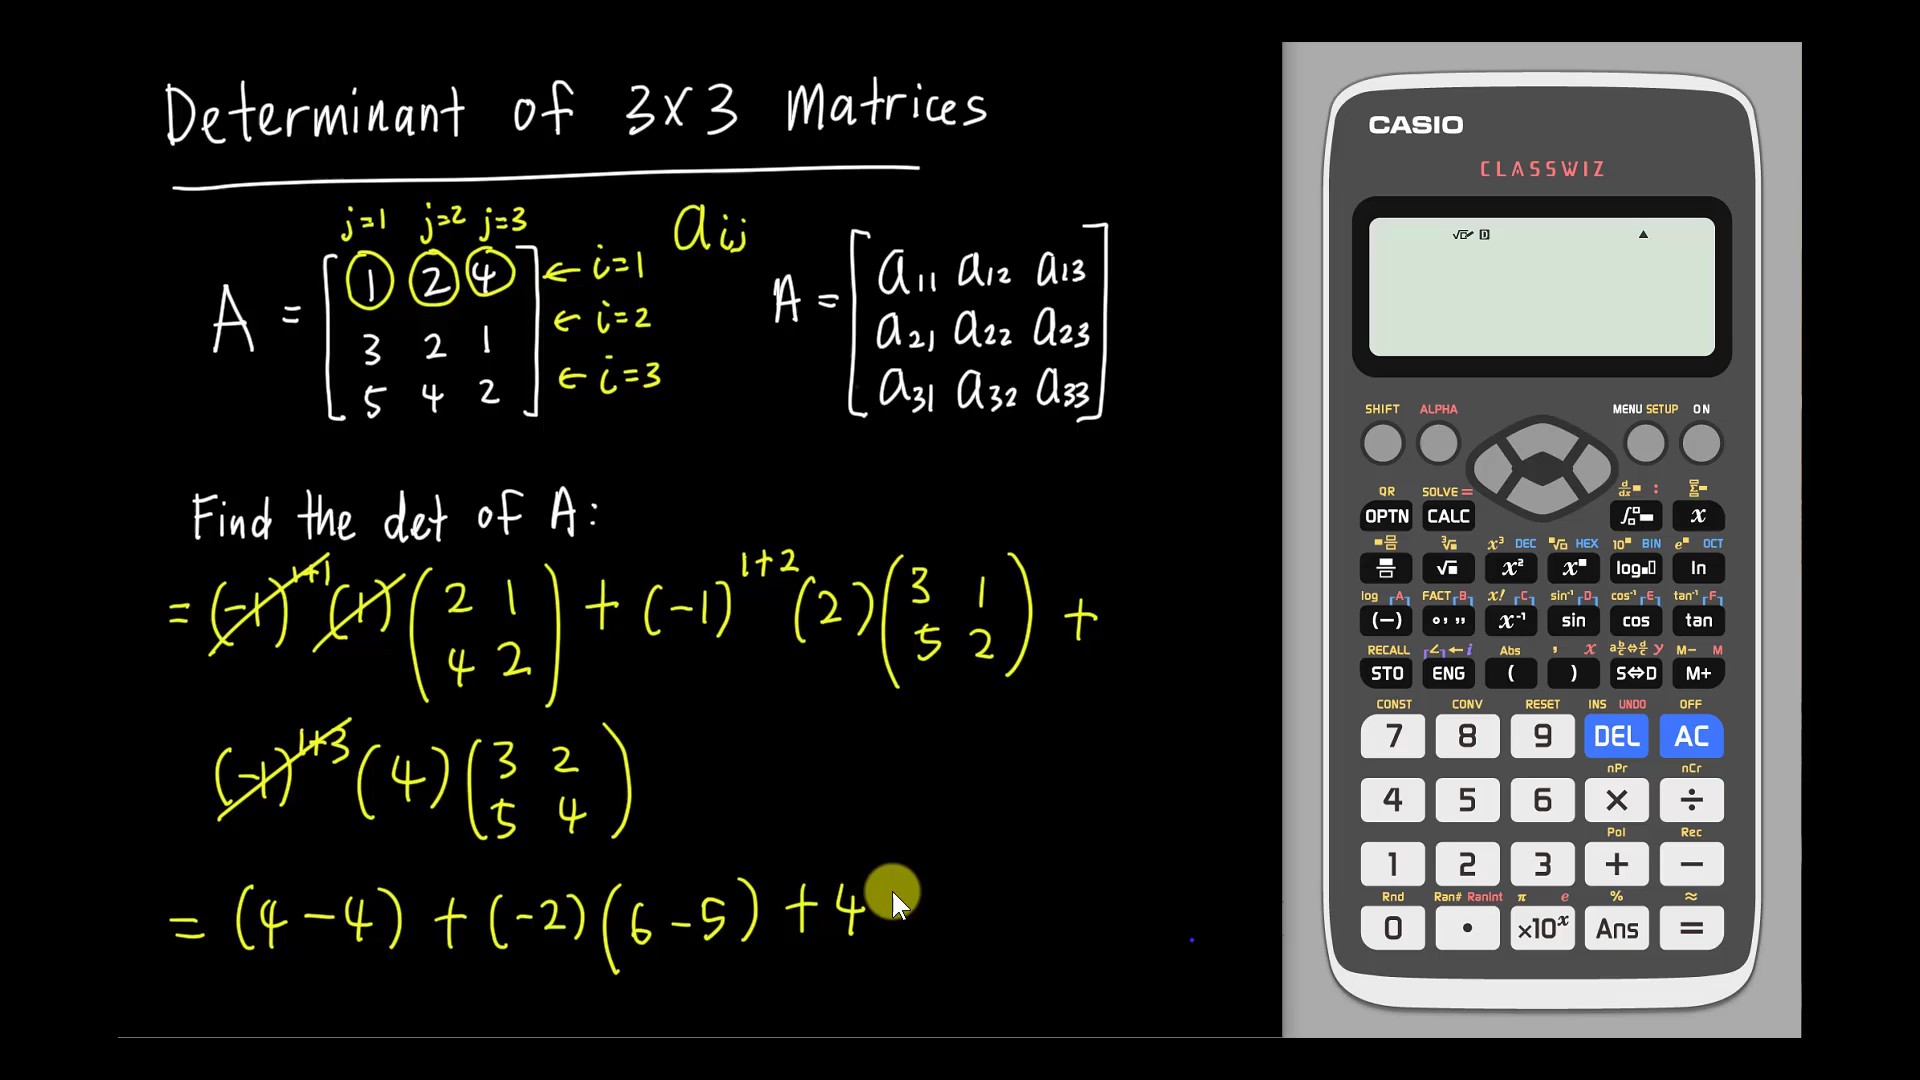 Determinant of 3x3 Matrices
j=1 j=2 j=3
aij
A = [ 1 2 4 ] ← i=1
3 2 1 ← i=2
5 4 2 ← i=3
A = [ a11 a12 a13 ]
a21 a22 a23
a31 a32 a33
Find the det of A:
= (-1)^1+1 (1) ( 2 1 ) + (-1)^1+2 (2) ( 3 1 ) +
4 2 5 2
(-1)^1+3 (4) ( 3 2 )
5 4
= (4 - 4) + (-2) (6 - 5) + 4
CASIO
CLASSWIZ
√▱ D ▲
SHIFT ALPHA MENU SETUP ON
QR SOLVE = d/dx▪ : Σ▪
OPTN CALC ∫▪ x
▪▪/▪ ³√▪ x³ DEC ▪√▪ HEX 10▪ BIN e▪ OCT
▪/▪ √▪ x² x▪ log▪▯ ln
log A FACT B x! C sin⁻¹ D cos⁻¹ E tan⁻¹ F
(−) °‚„ x⁻¹ sin cos tan
RECALL ∠ ← i Abs , x a b/c⇔d/c y M− M
STO ENG ( ) S⇔D M+
CONST CONV RESET INS UNDO OFF
7 8 9 DEL AC
nPr nCr
4 5 6 × ÷
Pol Rec
1 2 3 + −
Rnd Ran# RanInt π e % ≈
0 • ×10ˣ Ans =